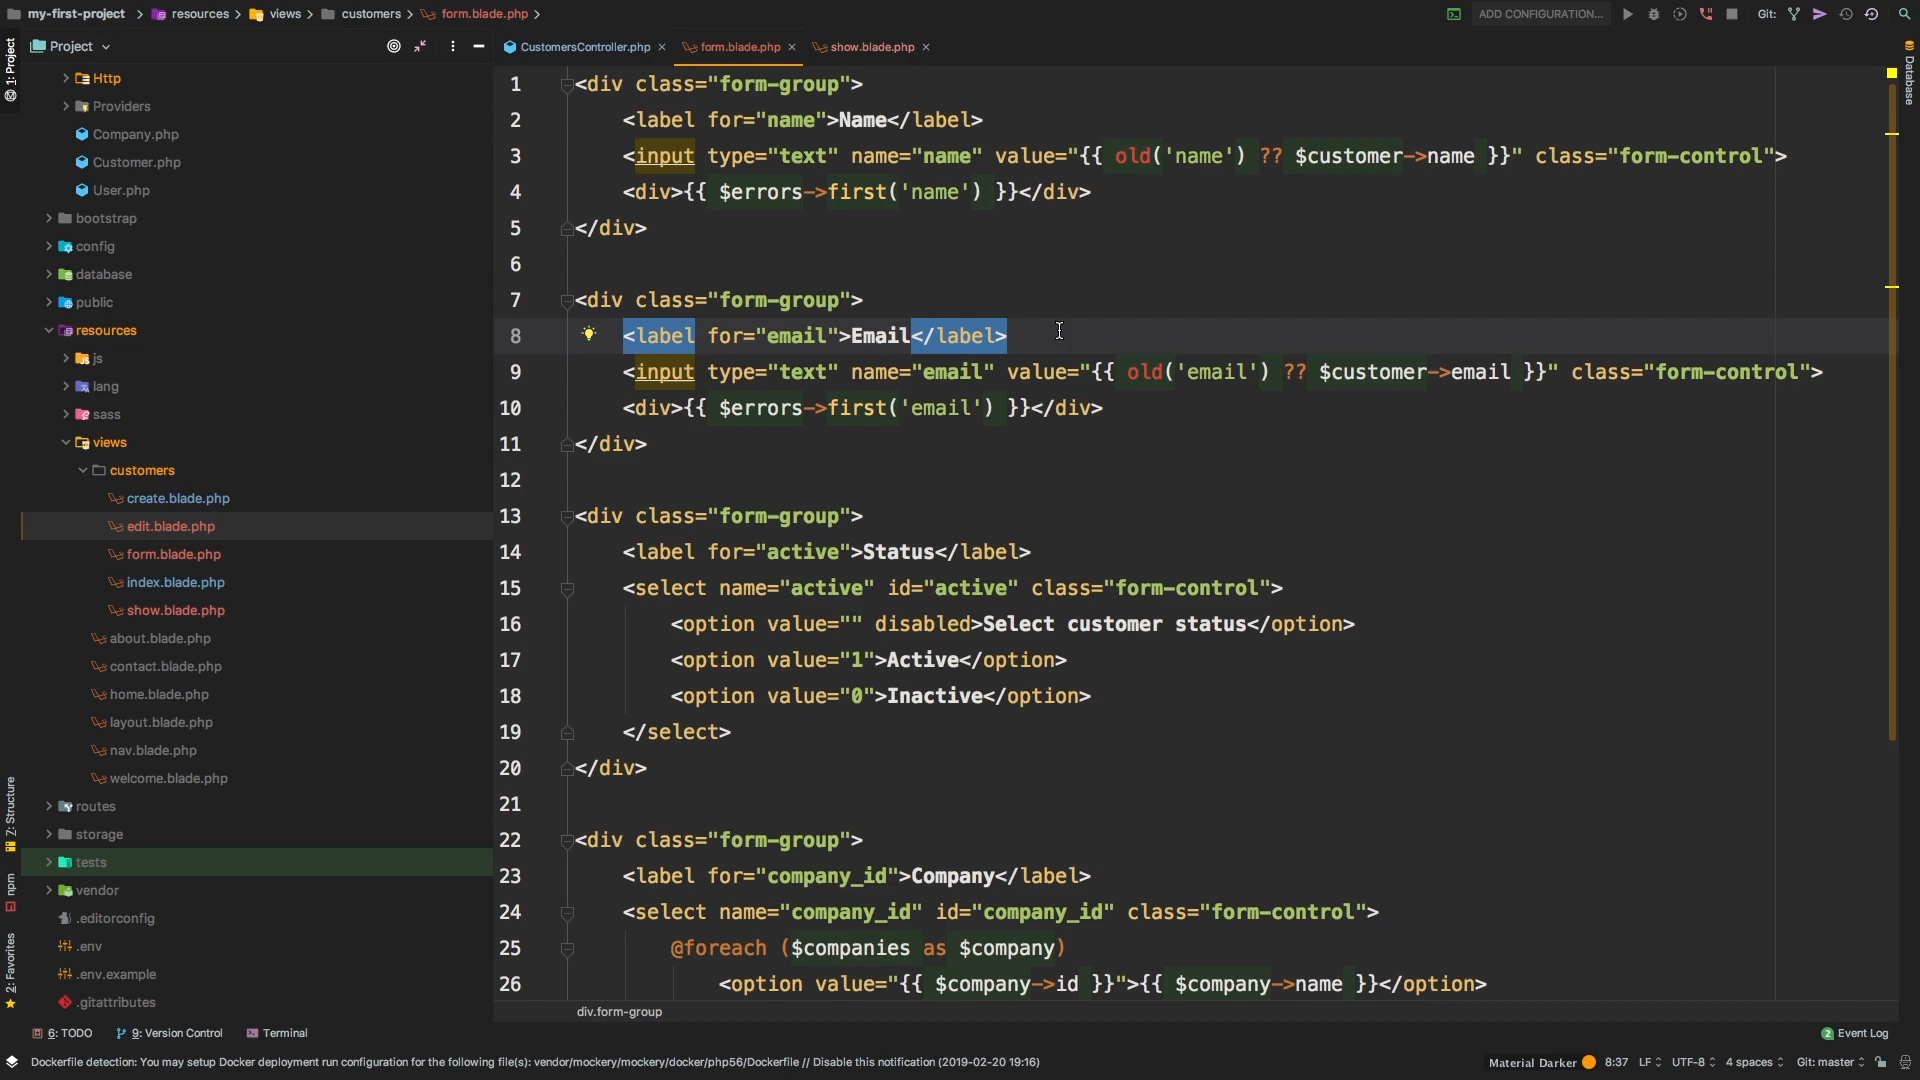 my-first-project > resources > views > customers > form.blade.php >
ADD CONFIGURATION...
Git:
1: Project
Project
CustomersController.php ×
form.blade.php ×
show.blade.php ×
Database
Http
Providers
Company.php
Customer.php
User.php
bootstrap
config
database
public
resources
js
lang
sass
views
customers
create.blade.php
edit.blade.php
form.blade.php
index.blade.php
show.blade.php
about.blade.php
contact.blade.php
home.blade.php
layout.blade.php
nav.blade.php
welcome.blade.php
routes
storage
tests
vendor
.editorconfig
.env
.env.example
.gitattributes
Z: Structure
npm
2: Favorites
1 <div class="form-group">
2 <label for="name">Name</label>
3 <input type="text" name="name" value="{{ old('name') ?? $customer->name }}" class="form-control">
4 <div>{{ $errors->first('name') }}</div>
5 </div>
6
7 <div class="form-group">
8 <label for="email">Email</label>
9 <input type="text" name="email" value="{{ old('email') ?? $customer->email }}" class="form-control">
10 <div>{{ $errors->first('email') }}</div>
11 </div>
12
13 <div class="form-group">
14 <label for="active">Status</label>
15 <select name="active" id="active" class="form-control">
16 <option value="" disabled>Select customer status</option>
17 <option value="1">Active</option>
18 <option value="0">Inactive</option>
19 </select>
20 </div>
21
22 <div class="form-group">
23 <label for="company_id">Company</label>
24 <select name="company_id" id="company_id" class="form-control">
25 @foreach ($companies as $company)
26 <option value="{{ $company->id }}">{{ $company->name }}</option>
div.form-group
6: TODO
9: Version Control
Terminal
2 Event Log
Dockerfile detection: You may setup Docker deployment run configuration for the following file(s): vendor/mockery/mockery/docker/php56/Dockerfile // Disable this notification (2019-02-20 19:16)
Material Darker
8:37
LF
UTF-8
4 spaces
Git: master